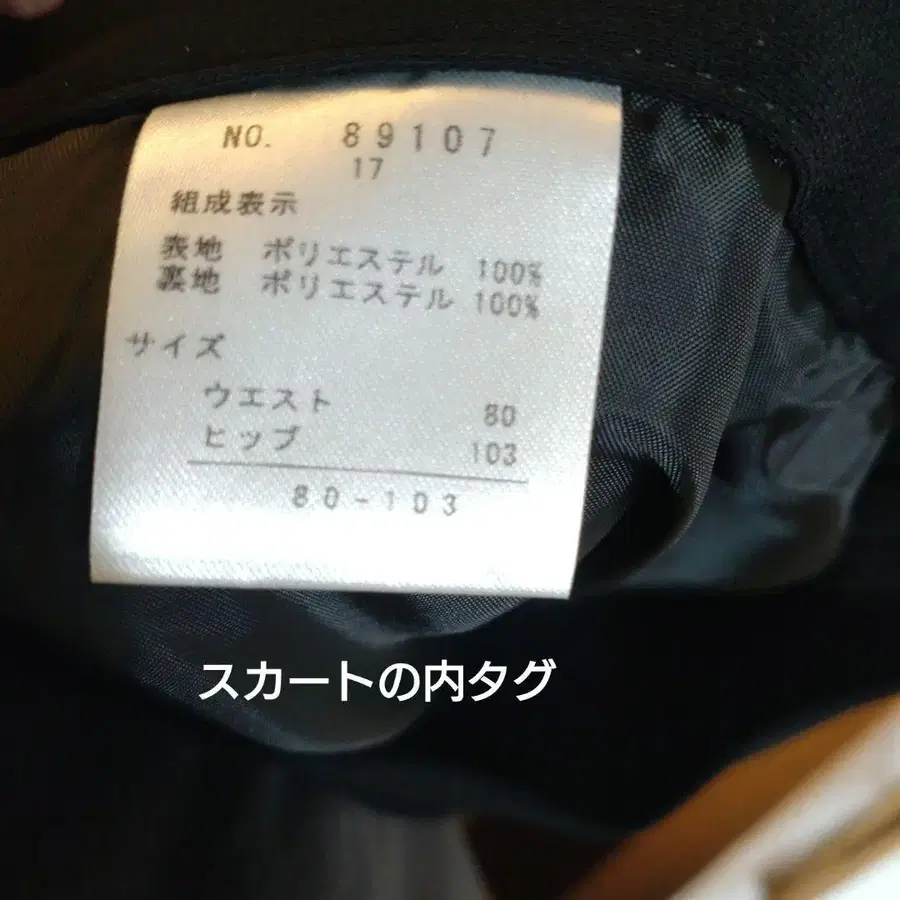 NO. 89107
17
組成表示
表地 ポリエステル 100%
裏地 ポリエステル 100%
サイズ
ウエスト 80
ヒップ 103
80-103
スカートの内タグ